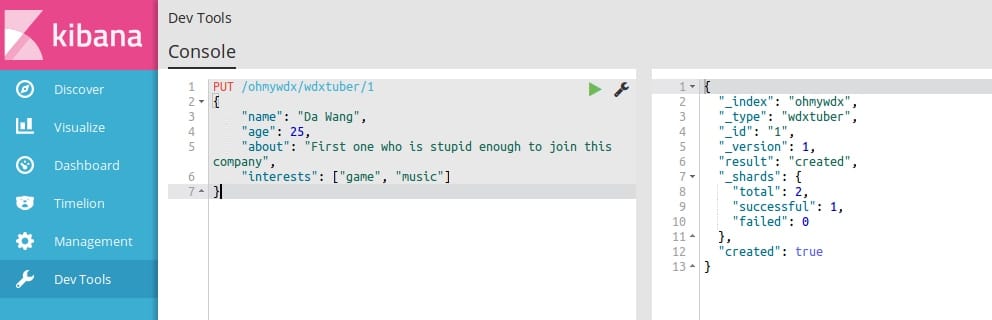 kibana
Discover
Visualize
Dashboard
Timelion
Management
Dev Tools
Dev Tools
Console
1 PUT /ohmywdx/wdxtuber/1
2 {
3 "name": "Da Wang",
4 "age": 25,
5 "about": "First one who is stupid enough to join this
company",
6 "interests": ["game", "music"]
7 }
1 {
2 "_index": "ohmywdx",
3 "_type": "wdxtuber",
4 "_id": "1",
5 "_version": 1,
6 "result": "created",
7 "_shards": {
8 "total": 2,
9 "successful": 1,
10 "failed": 0
11 },
12 "created": true
13 }